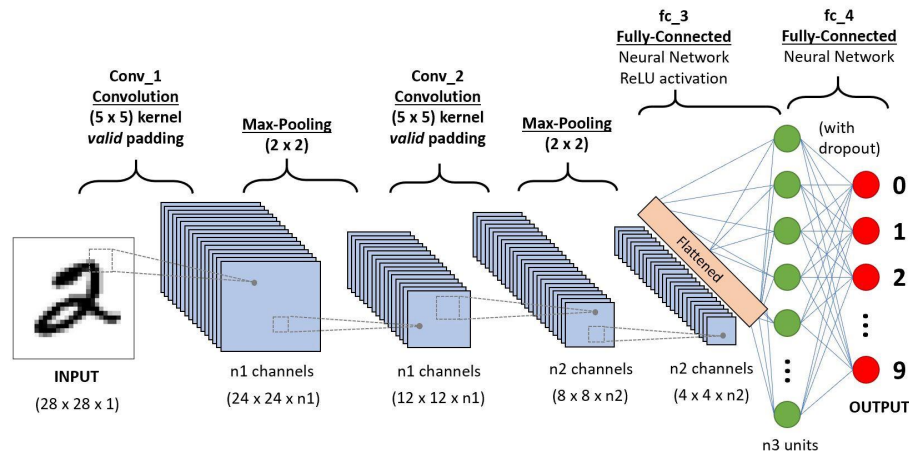 fc_3
Fully-Connected
Neural Network
ReLU activation
fc_4
Fully-Connected
Neural Network
Conv_1
Convolution
(5 x 5) kernel
valid padding
Max-Pooling
(2 x 2)
Conv_2
Convolution
(5 x 5) kernel
valid padding
Max-Pooling
(2 x 2)
(with
dropout)
Flattened
0
1
2
9
2
INPUT
(28 x 28 x 1)
n1 channels
(24 x 24 x n1)
n1 channels
(12 x 12 x n1)
n2 channels
(8 x 8 x n2)
n2 channels
(4 x 4 x n2)
n3 units
OUTPUT